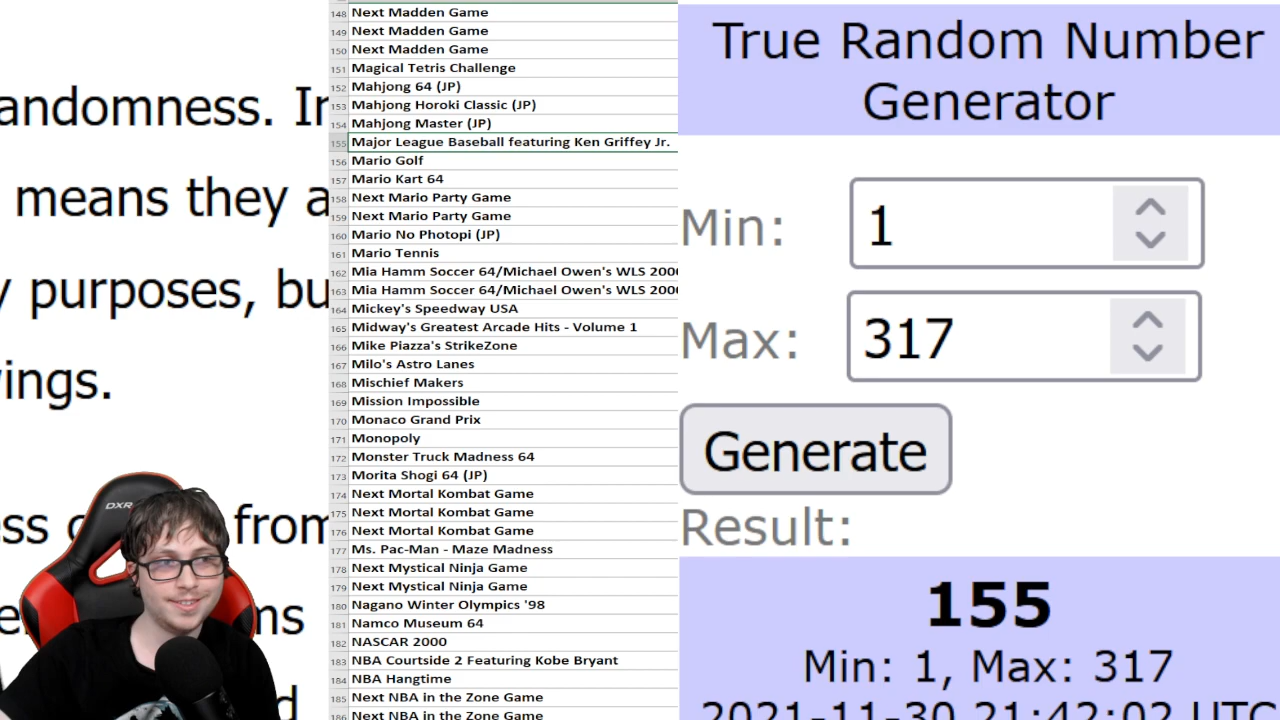 andomness. Ir
means they a
y purposes, bu
ings.
ss from
ms
d
148 Next Madden Game
149 Next Madden Game
150 Next Madden Game
151 Magical Tetris Challenge
152 Mahjong 64 (JP)
153 Mahjong Horoki Classic (JP)
154 Mahjong Master (JP)
155 Major League Baseball featuring Ken Griffey Jr.
156 Mario Golf
157 Mario Kart 64
158 Next Mario Party Game
159 Next Mario Party Game
160 Mario No Photopi (JP)
161 Mario Tennis
162 Mia Hamm Soccer 64/Michael Owen's WLS 2000
163 Mia Hamm Soccer 64/Michael Owen's WLS 2000
164 Mickey's Speedway USA
165 Midway's Greatest Arcade Hits - Volume 1
166 Mike Piazza's StrikeZone
167 Milo's Astro Lanes
168 Mischief Makers
169 Mission Impossible
170 Monaco Grand Prix
171 Monopoly
172 Monster Truck Madness 64
173 Morita Shogi 64 (JP)
174 Next Mortal Kombat Game
175 Next Mortal Kombat Game
176 Next Mortal Kombat Game
177 Ms. Pac-Man - Maze Madness
178 Next Mystical Ninja Game
179 Next Mystical Ninja Game
180 Nagano Winter Olympics '98
181 Namco Museum 64
182 NASCAR 2000
183 NBA Courtside 2 Featuring Kobe Bryant
184 NBA Hangtime
185 Next NBA in the Zone Game
186 Next NBA in the Zone Game
True Random Number
Generator
Min: 1
Max: 317
Generate
Result:
155
Min: 1, Max: 317
2021-11-30 21:42:02 UTC
DXR